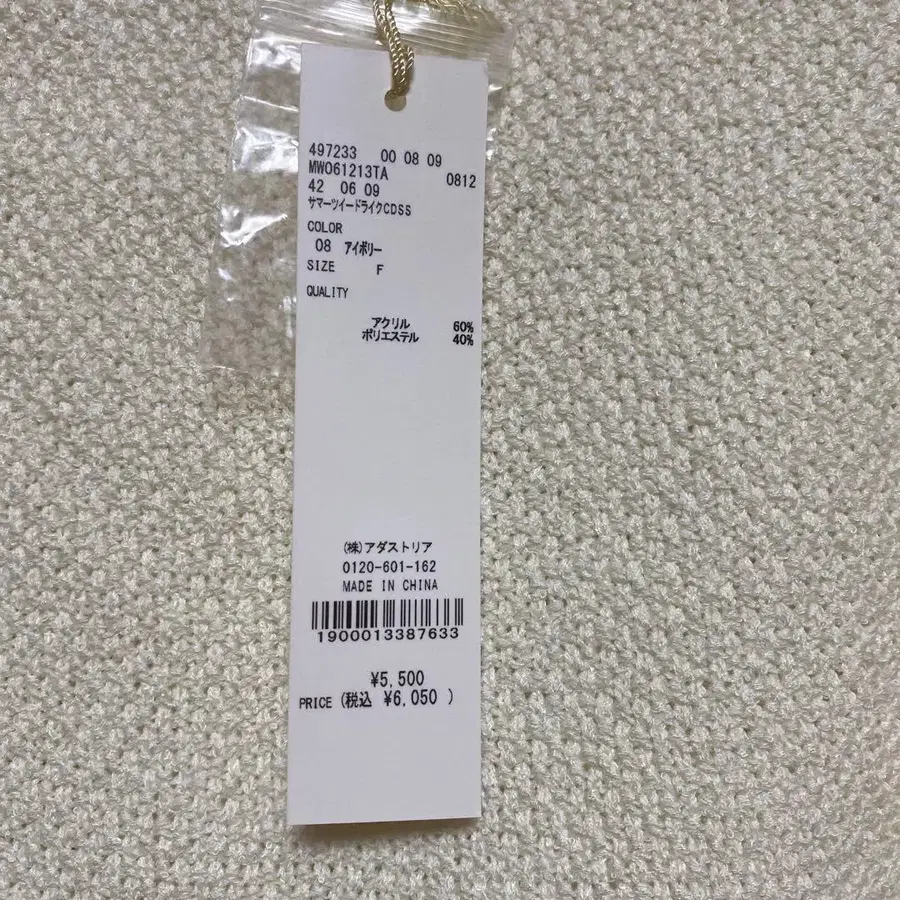 497233 00 08 09
MW061213TA 0812
42 06 09
サマーツイードライクCDSS
COLOR
08 アイボリー
SIZE F
QUALITY
アクリル 60%
ポリエステル 40%
(株)アダストリア
0120-601-162
MADE IN CHINA
1900013387633
¥5,500
PRICE (税込 ¥6,050 )